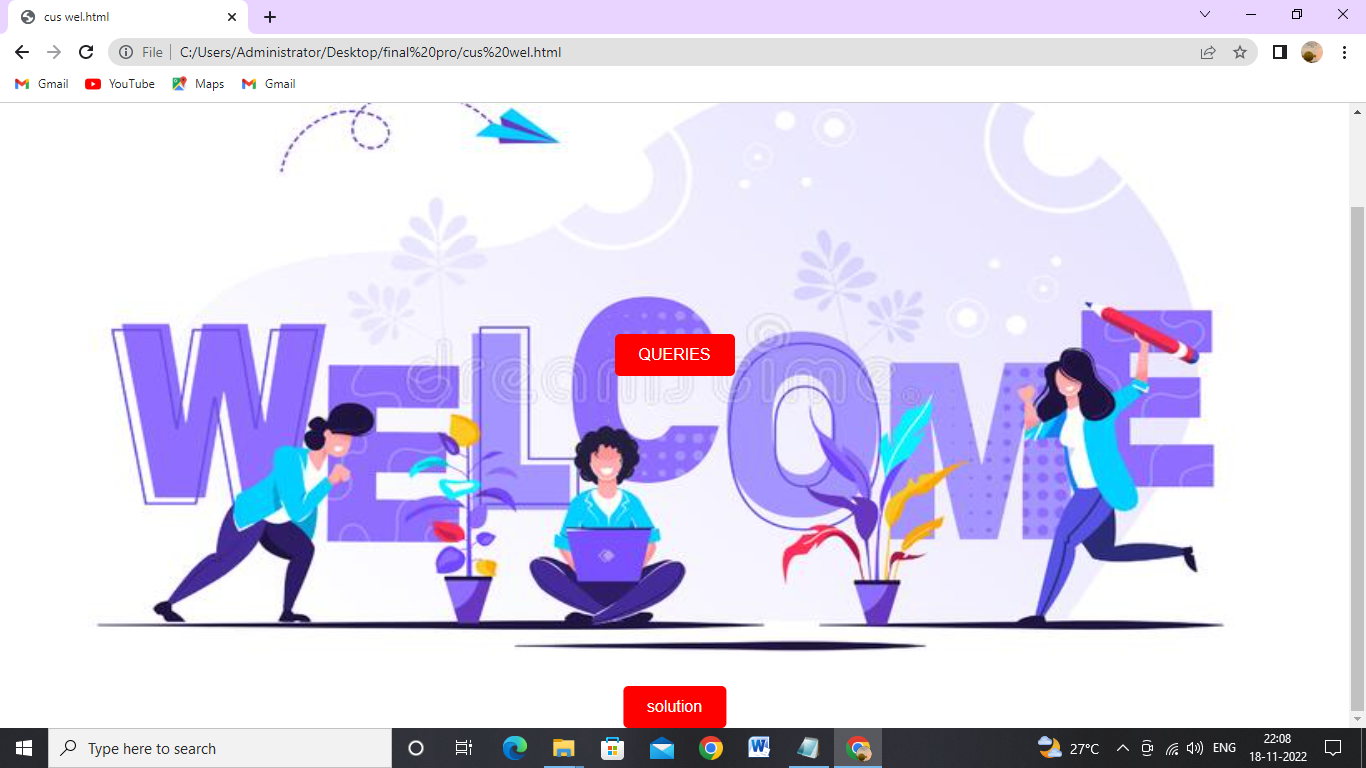 cus wel.html
File
C:/Users/Administrator/Desktop/final%20pro/cus%20wel.html
Gmail YouTube Maps Gmail
WELCOME
dreamstime.
QUERIES
solution
Type here to search
27°C
ENG
22:08
18-11-2022